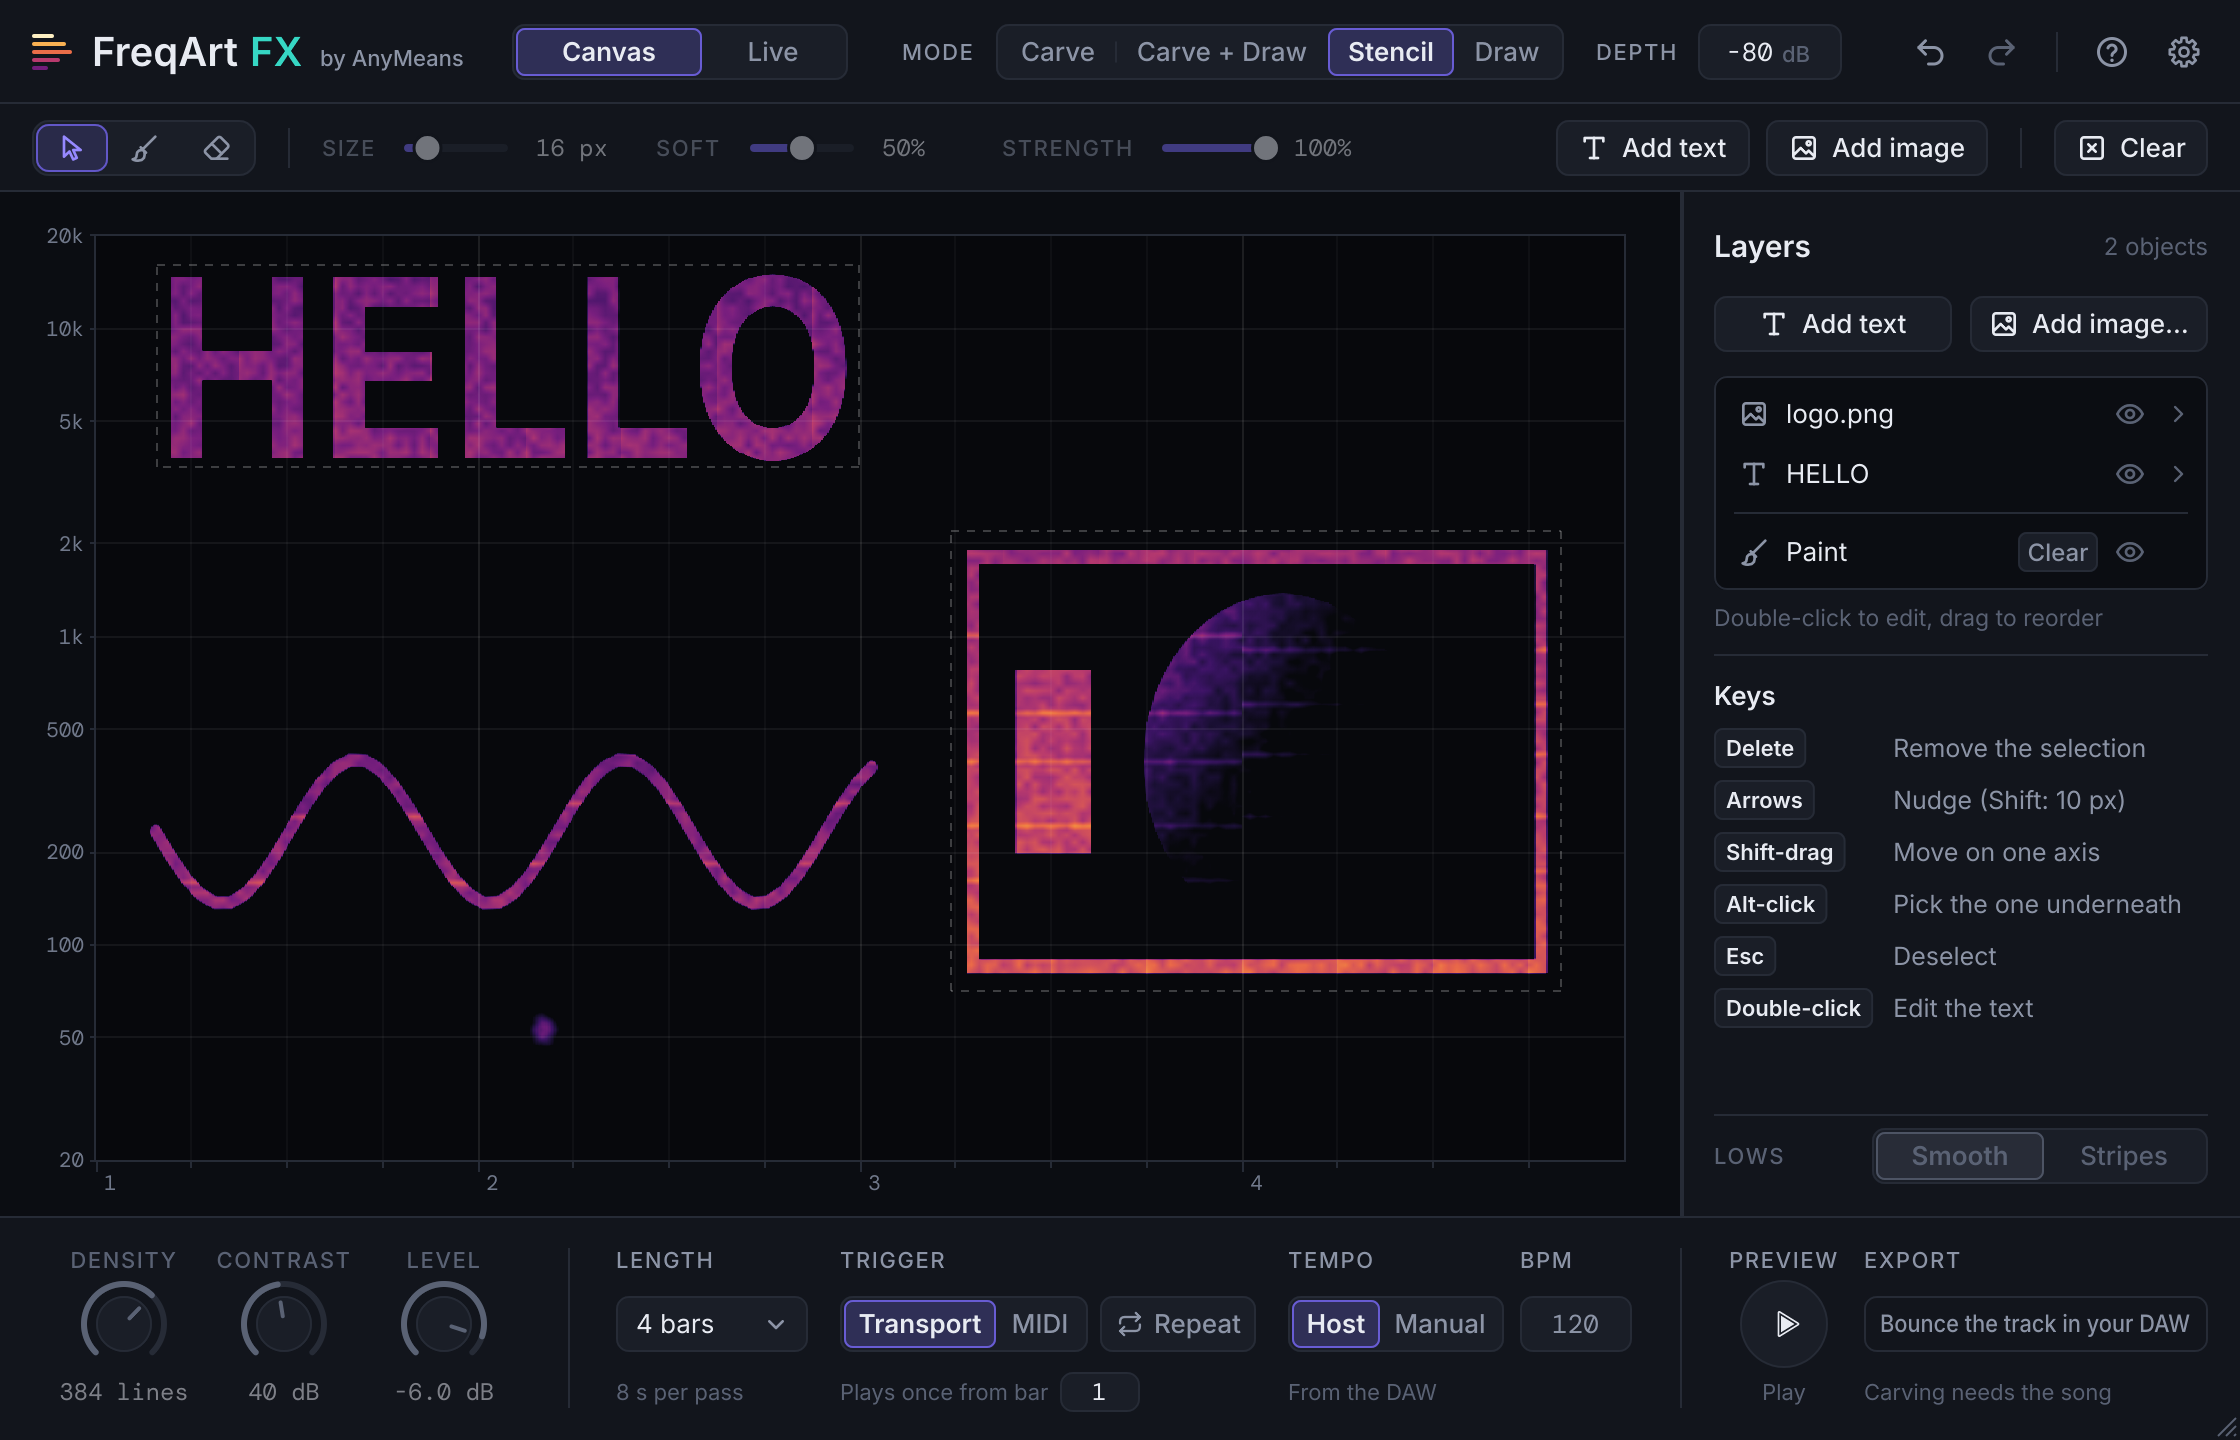 FreqArt FX by AnyMeans
Canvas Live
MODE Carve Carve + Draw Stencil Draw
DEPTH -80 dB
SIZE 16 px SOFT 50% STRENGTH 100%
Add text Add image Clear
20k
10k
5k
2k
1k
500
200
100
50
20
1 2 3 4
HELLO
Layers 2 objects
Add text Add image...
logo.png
HELLO
Paint Clear
Double-click to edit, drag to reorder
Keys
Delete Remove the selection
Arrows Nudge (Shift: 10 px)
Shift-drag Move on one axis
Alt-click Pick the one underneath
Esc Deselect
Double-click Edit the text
LOWS Smooth Stripes
DENSITY CONTRAST LEVEL
384 lines 40 dB -6.0 dB
LENGTH
4 bars
8 s per pass
TRIGGER
Transport MIDI Repeat
Plays once from bar 1
TEMPO BPM
Host Manual 120
From the DAW
PREVIEW
Play
EXPORT
Bounce the track in your DAW
Carving needs the song